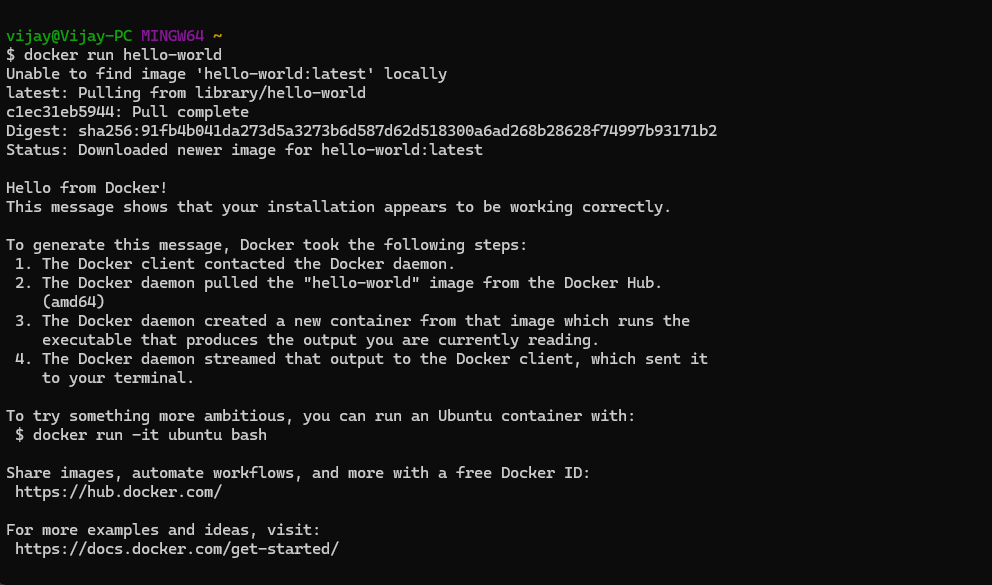 vijay@Vijay-PC MINGW64 ~
$ docker run hello-world
Unable to find image 'hello-world:latest' locally
latest: Pulling from library/hello-world
c1ec31eb5944: Pull complete
Digest: sha256:91fb4b041da273d5a3273b6d587d62d518300a6ad268b28628f74997b93171b2
Status: Downloaded newer image for hello-world:latest

Hello from Docker!
This message shows that your installation appears to be working correctly.

To generate this message, Docker took the following steps:
 1. The Docker client contacted the Docker daemon.
 2. The Docker daemon pulled the "hello-world" image from the Docker Hub.
    (amd64)
 3. The Docker daemon created a new container from that image which runs the
    executable that produces the output you are currently reading.
 4. The Docker daemon streamed that output to the Docker client, which sent it
    to your terminal.

To try something more ambitious, you can run an Ubuntu container with:
 $ docker run -it ubuntu bash

Share images, automate workflows, and more with a free Docker ID:
 https://hub.docker.com/

For more examples and ideas, visit:
 https://docs.docker.com/get-started/